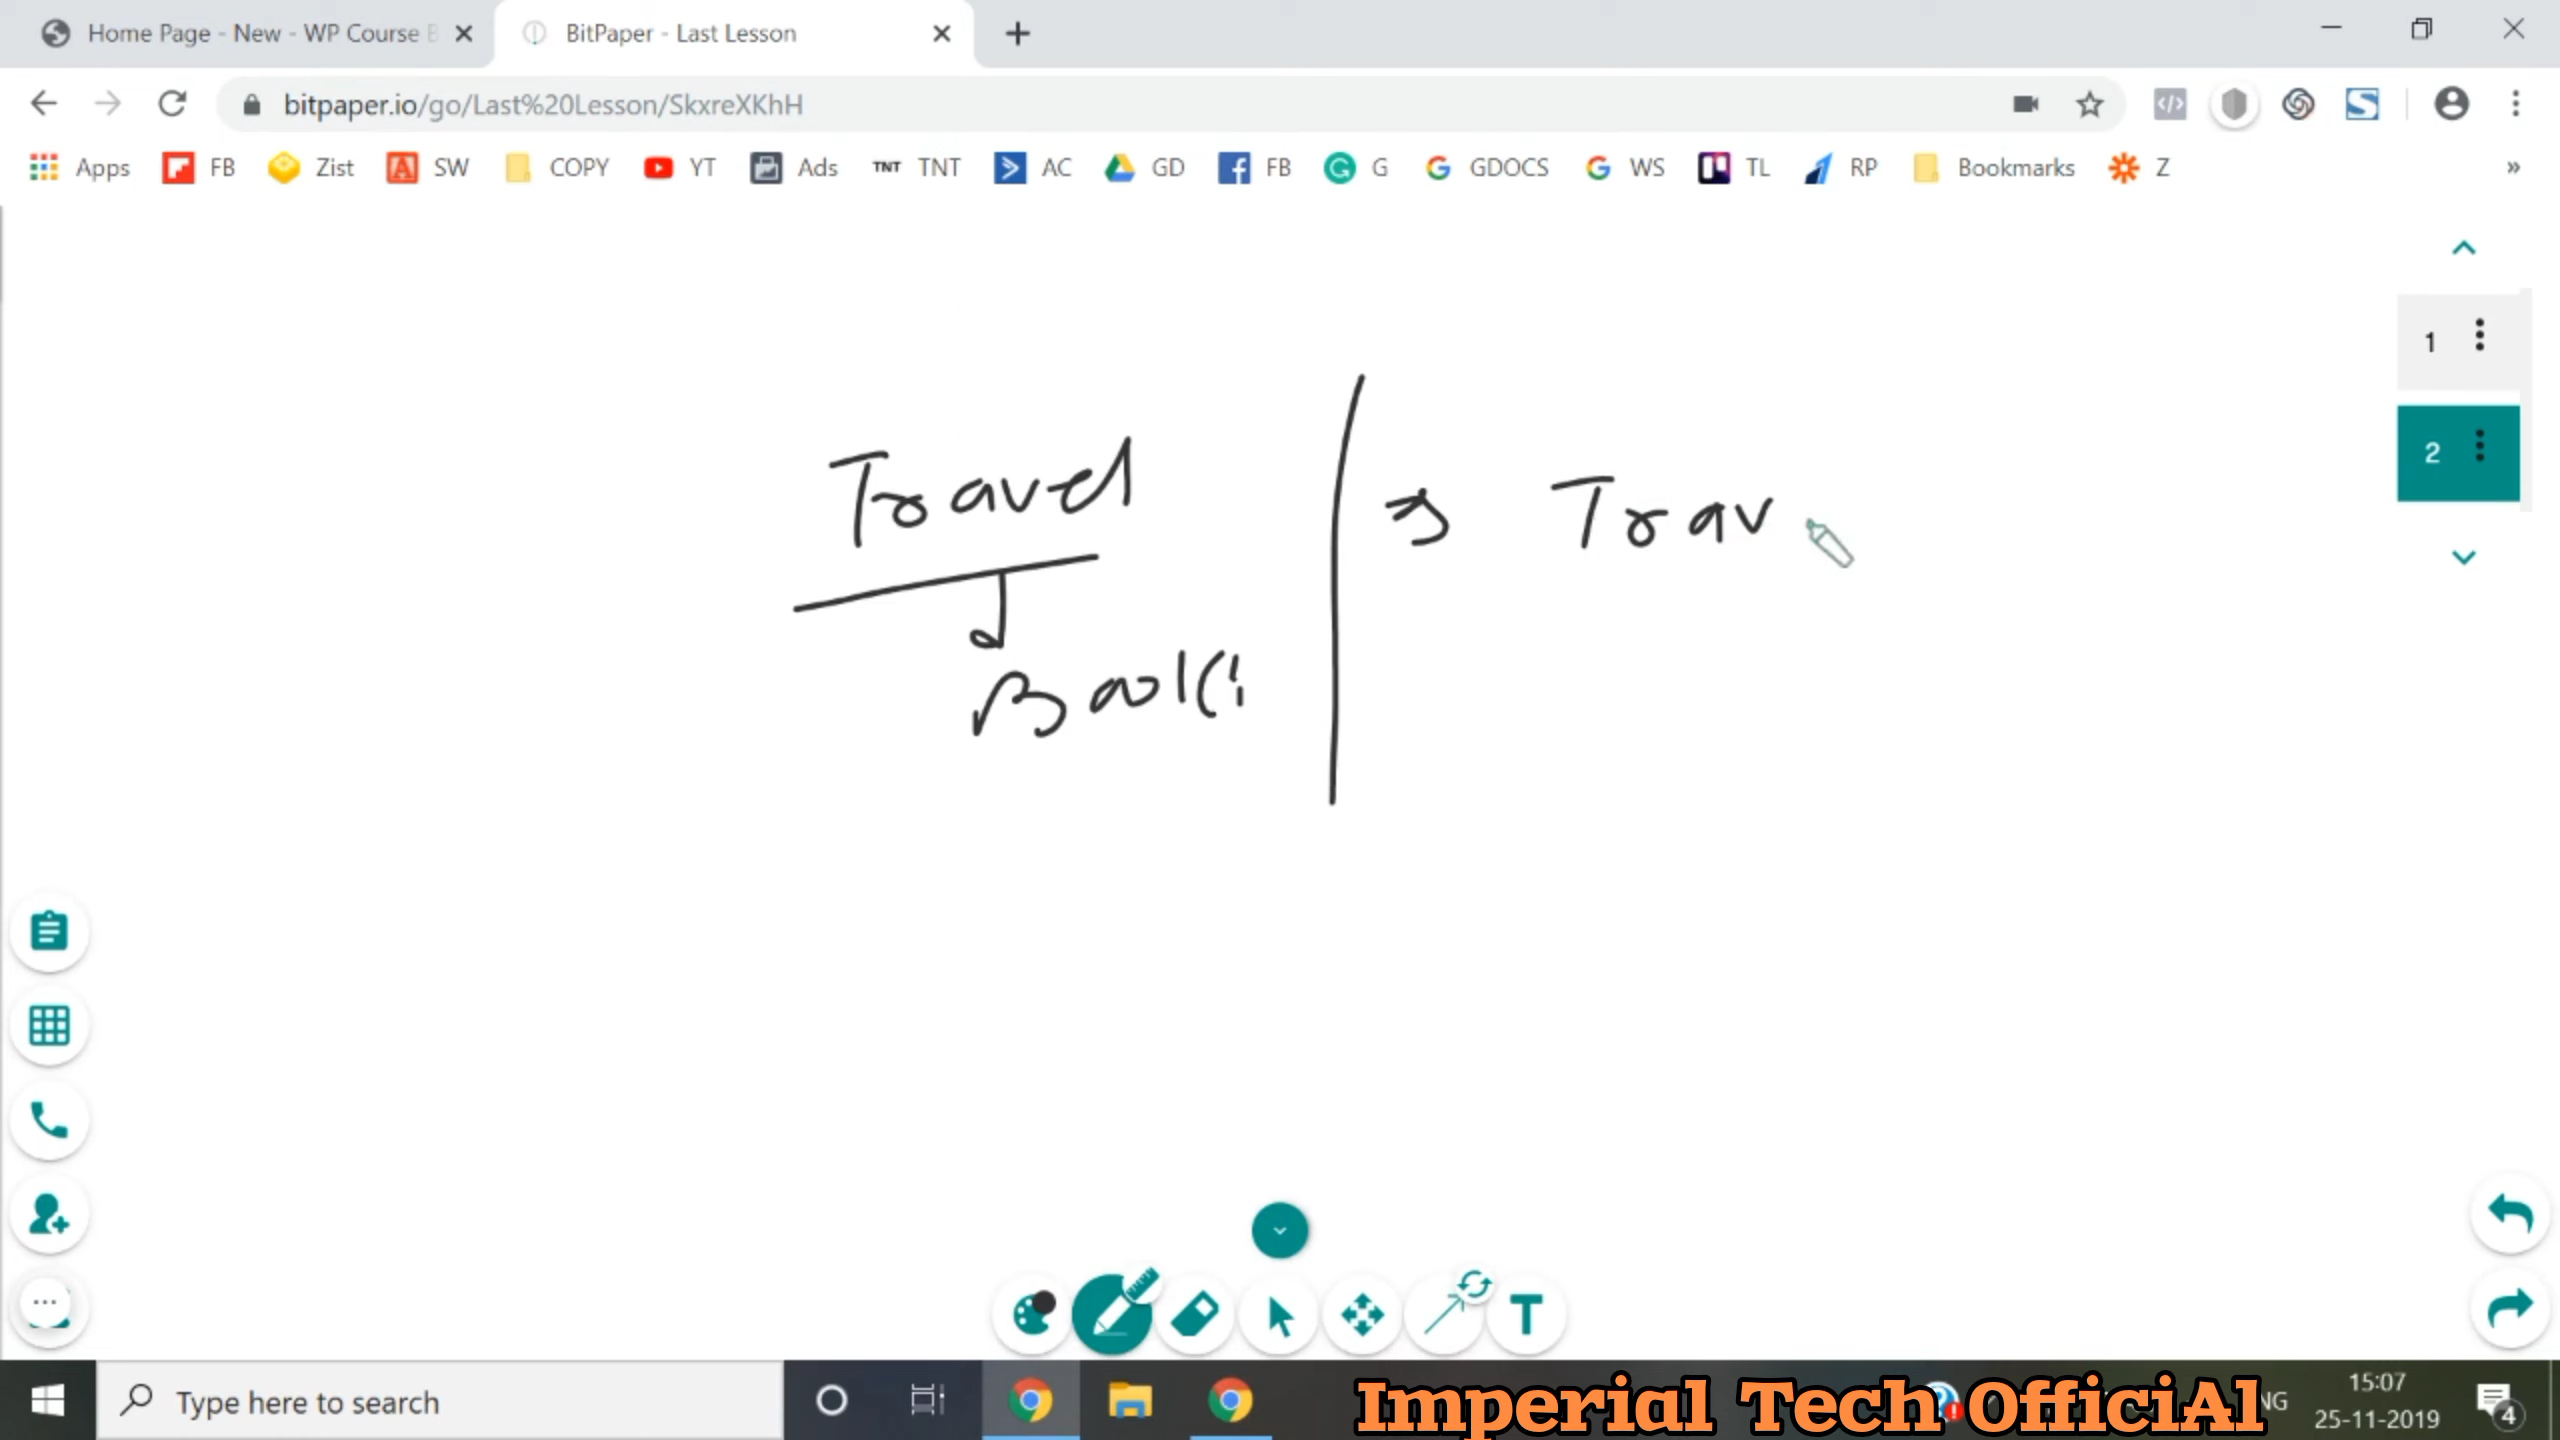 Home Page - New - WP Course B
BitPaper - Last Lesson
bitpaper.io/go/Last%20Lesson/SkxreXKhH
Apps FB Zist SW COPY YT Ads TNT TNT AC GD FB G GDOCS WS TL RP Bookmarks Z
1
2
Travel
Trav
T
Type here to search
Imperial Tech OfficiAl
15:07
25-11-2019
4